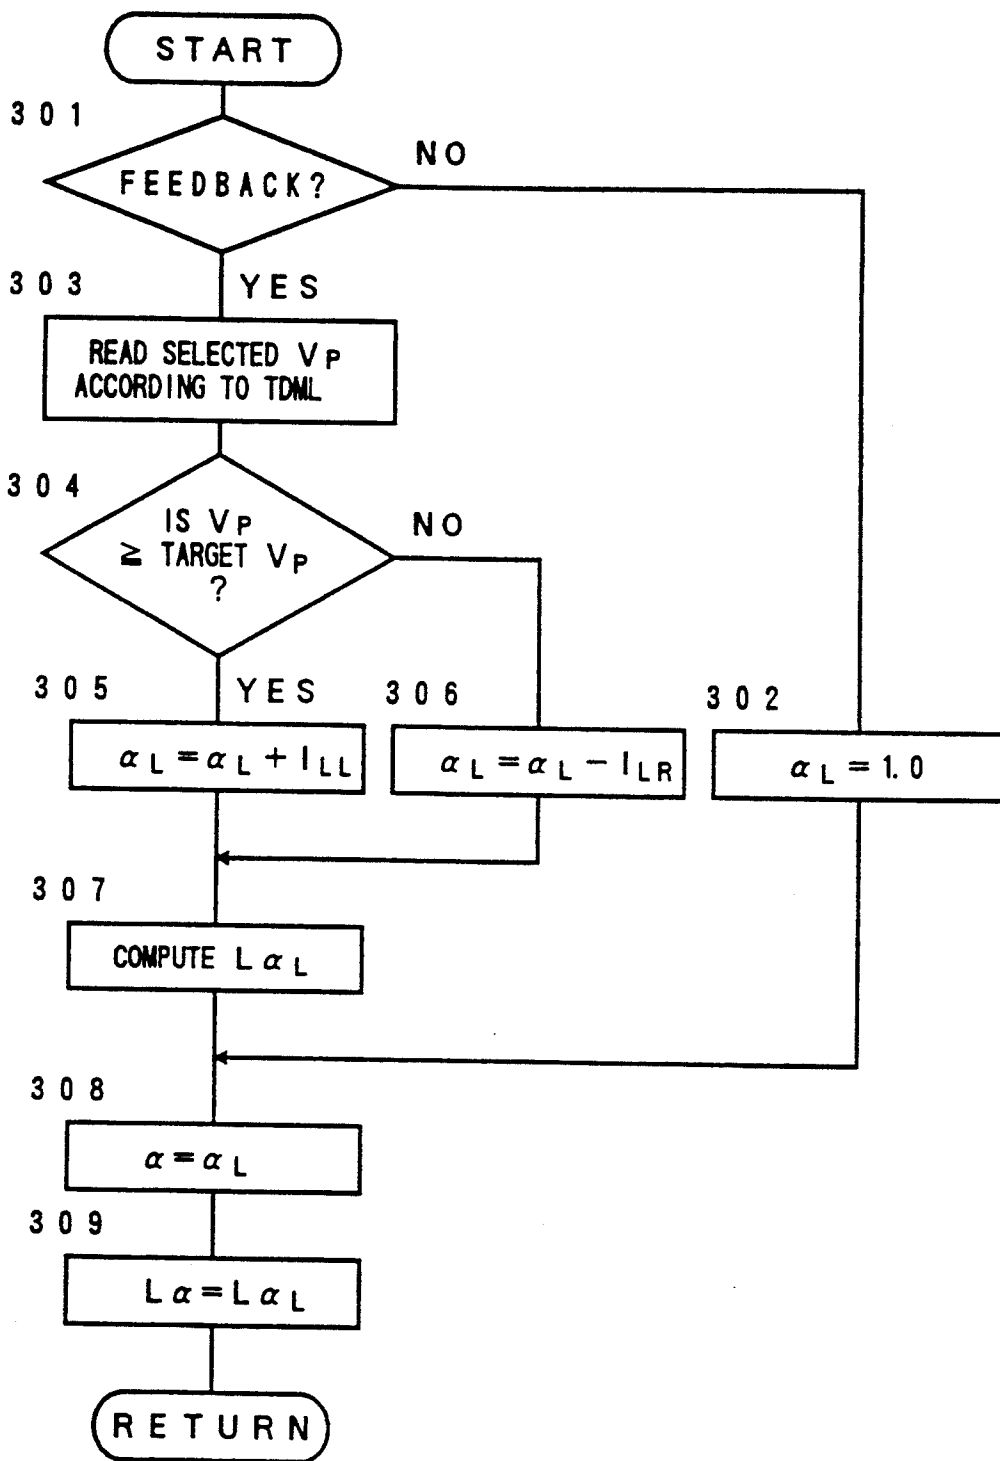 START
301
FEEDBACK?
NO
YES
303
READ SELECTED VP
ACCORDING TO TDML
304
IS VP
≧ TARGET VP
?
NO
YES
305
αL=αL+ILL
306
αL=αL−ILR
302
αL=1.0
307
COMPUTE LαL
308
α=αL
309
Lα=LαL
RETURN